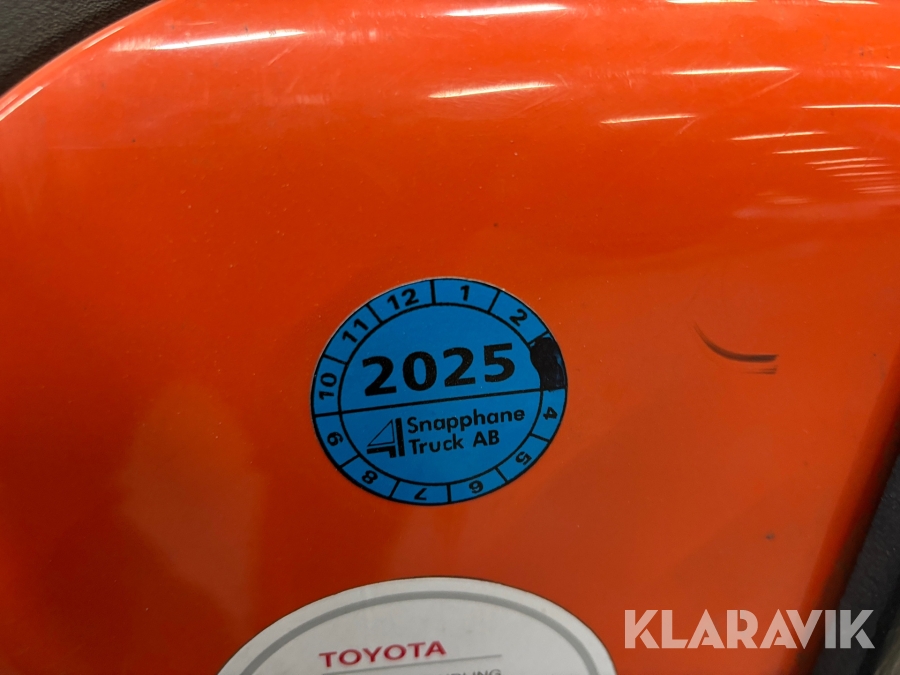 12 1 2
11
10
2025
9
Snapphane
Truck AB
4
8 7 6 5
TOYOTA
KLARAVIK